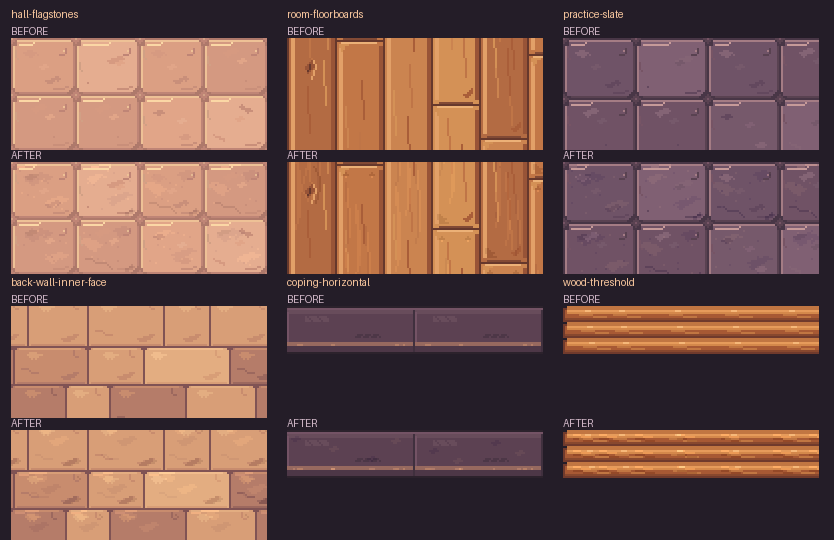 hall-flagstones
BEFORE
AFTER
room-floorboards
BEFORE
AFTER
practice-slate
BEFORE
AFTER
back-wall-inner-face
BEFORE
AFTER
coping-horizontal
BEFORE
AFTER
wood-threshold
BEFORE
AFTER